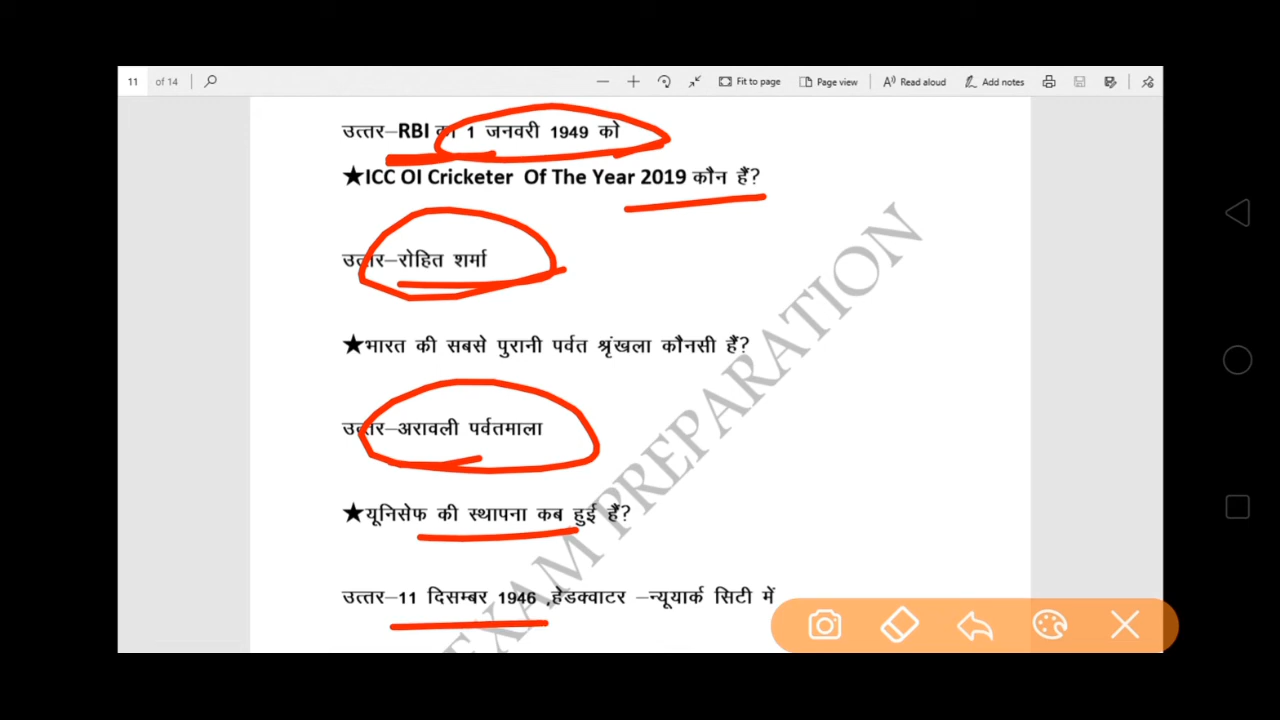 11 of 14 Fit to page Page view Read aloud Add notes
उत्तर–RBI का 1 जनवरी 1949 को
★ICC OI Cricketer Of The Year 2019 कौन हैं?
उत्तर–रोहित शर्मा
★भारत की सबसे पुरानी पर्वत श्रृंखला कौनसी हैं?
उत्तर–अरावली पर्वतमाला
★यूनिसेफ की स्थापना कब हुई हैं?
उत्तर–11 दिसम्बर 1946 ,हेडक्वाटर –न्यूयार्क सिटी में
EXAM PREPARATION